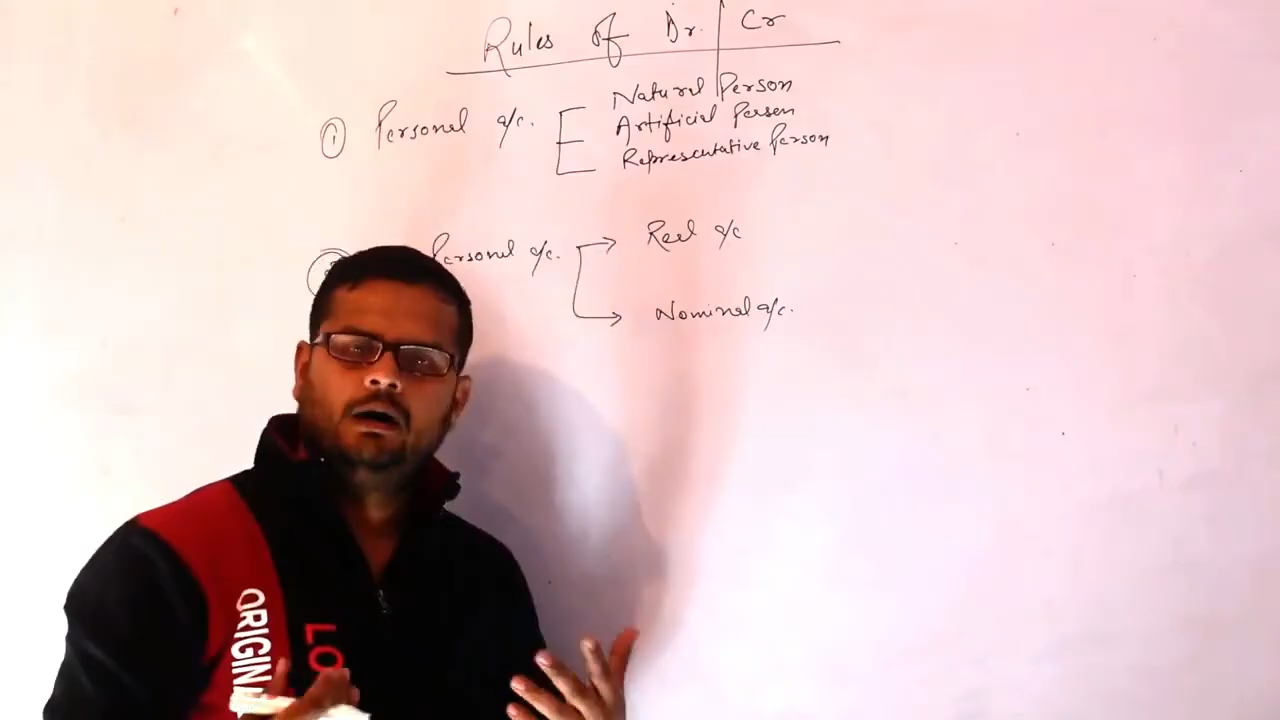 Rules of Dr. | Cr
① Personal a/c.
Natural Person
Artificial Person
Representative Person
Personal a/c.
Real a/c
Nominal a/c.
ORIGIN
LO